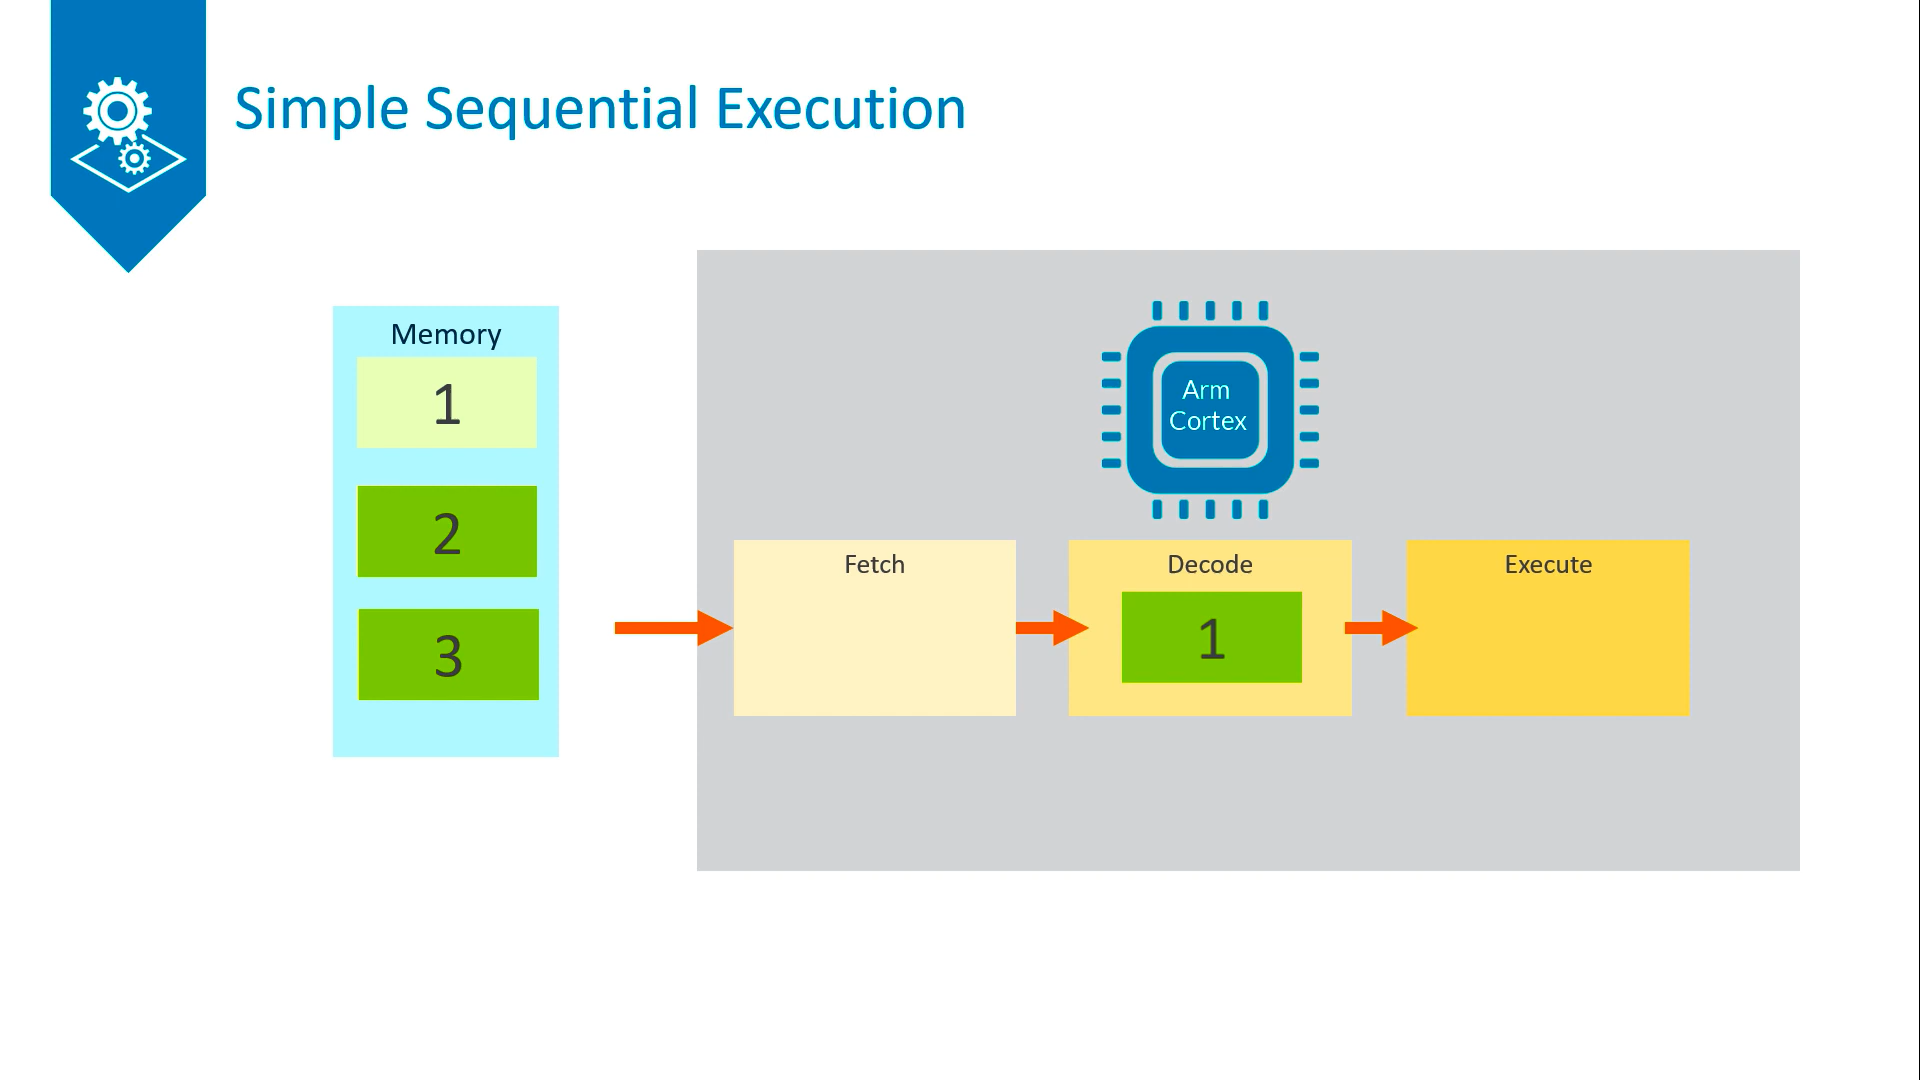 Simple Sequential Execution
Memory
1
2
3
Arm
Cortex
Fetch
Decode
1
Execute